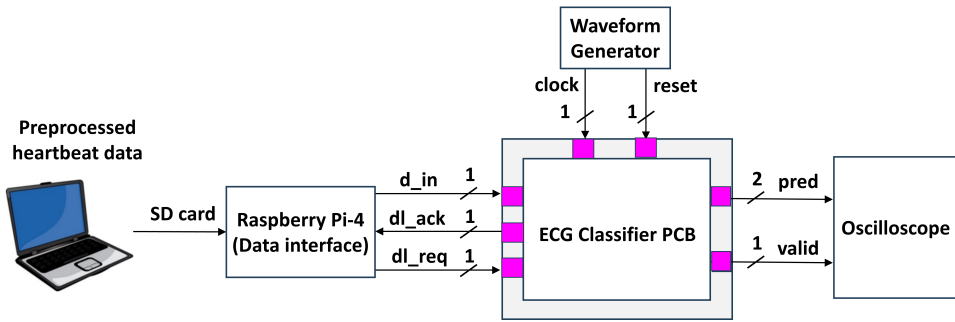 Waveform
Generator
clock
reset
1
1
Preprocessed
heartbeat data
SD card
Raspberry Pi-4
(Data interface)
d_in
1
dl_ack
1
dl_req
1
ECG Classifier PCB
2
pred
1
valid
Oscilloscope